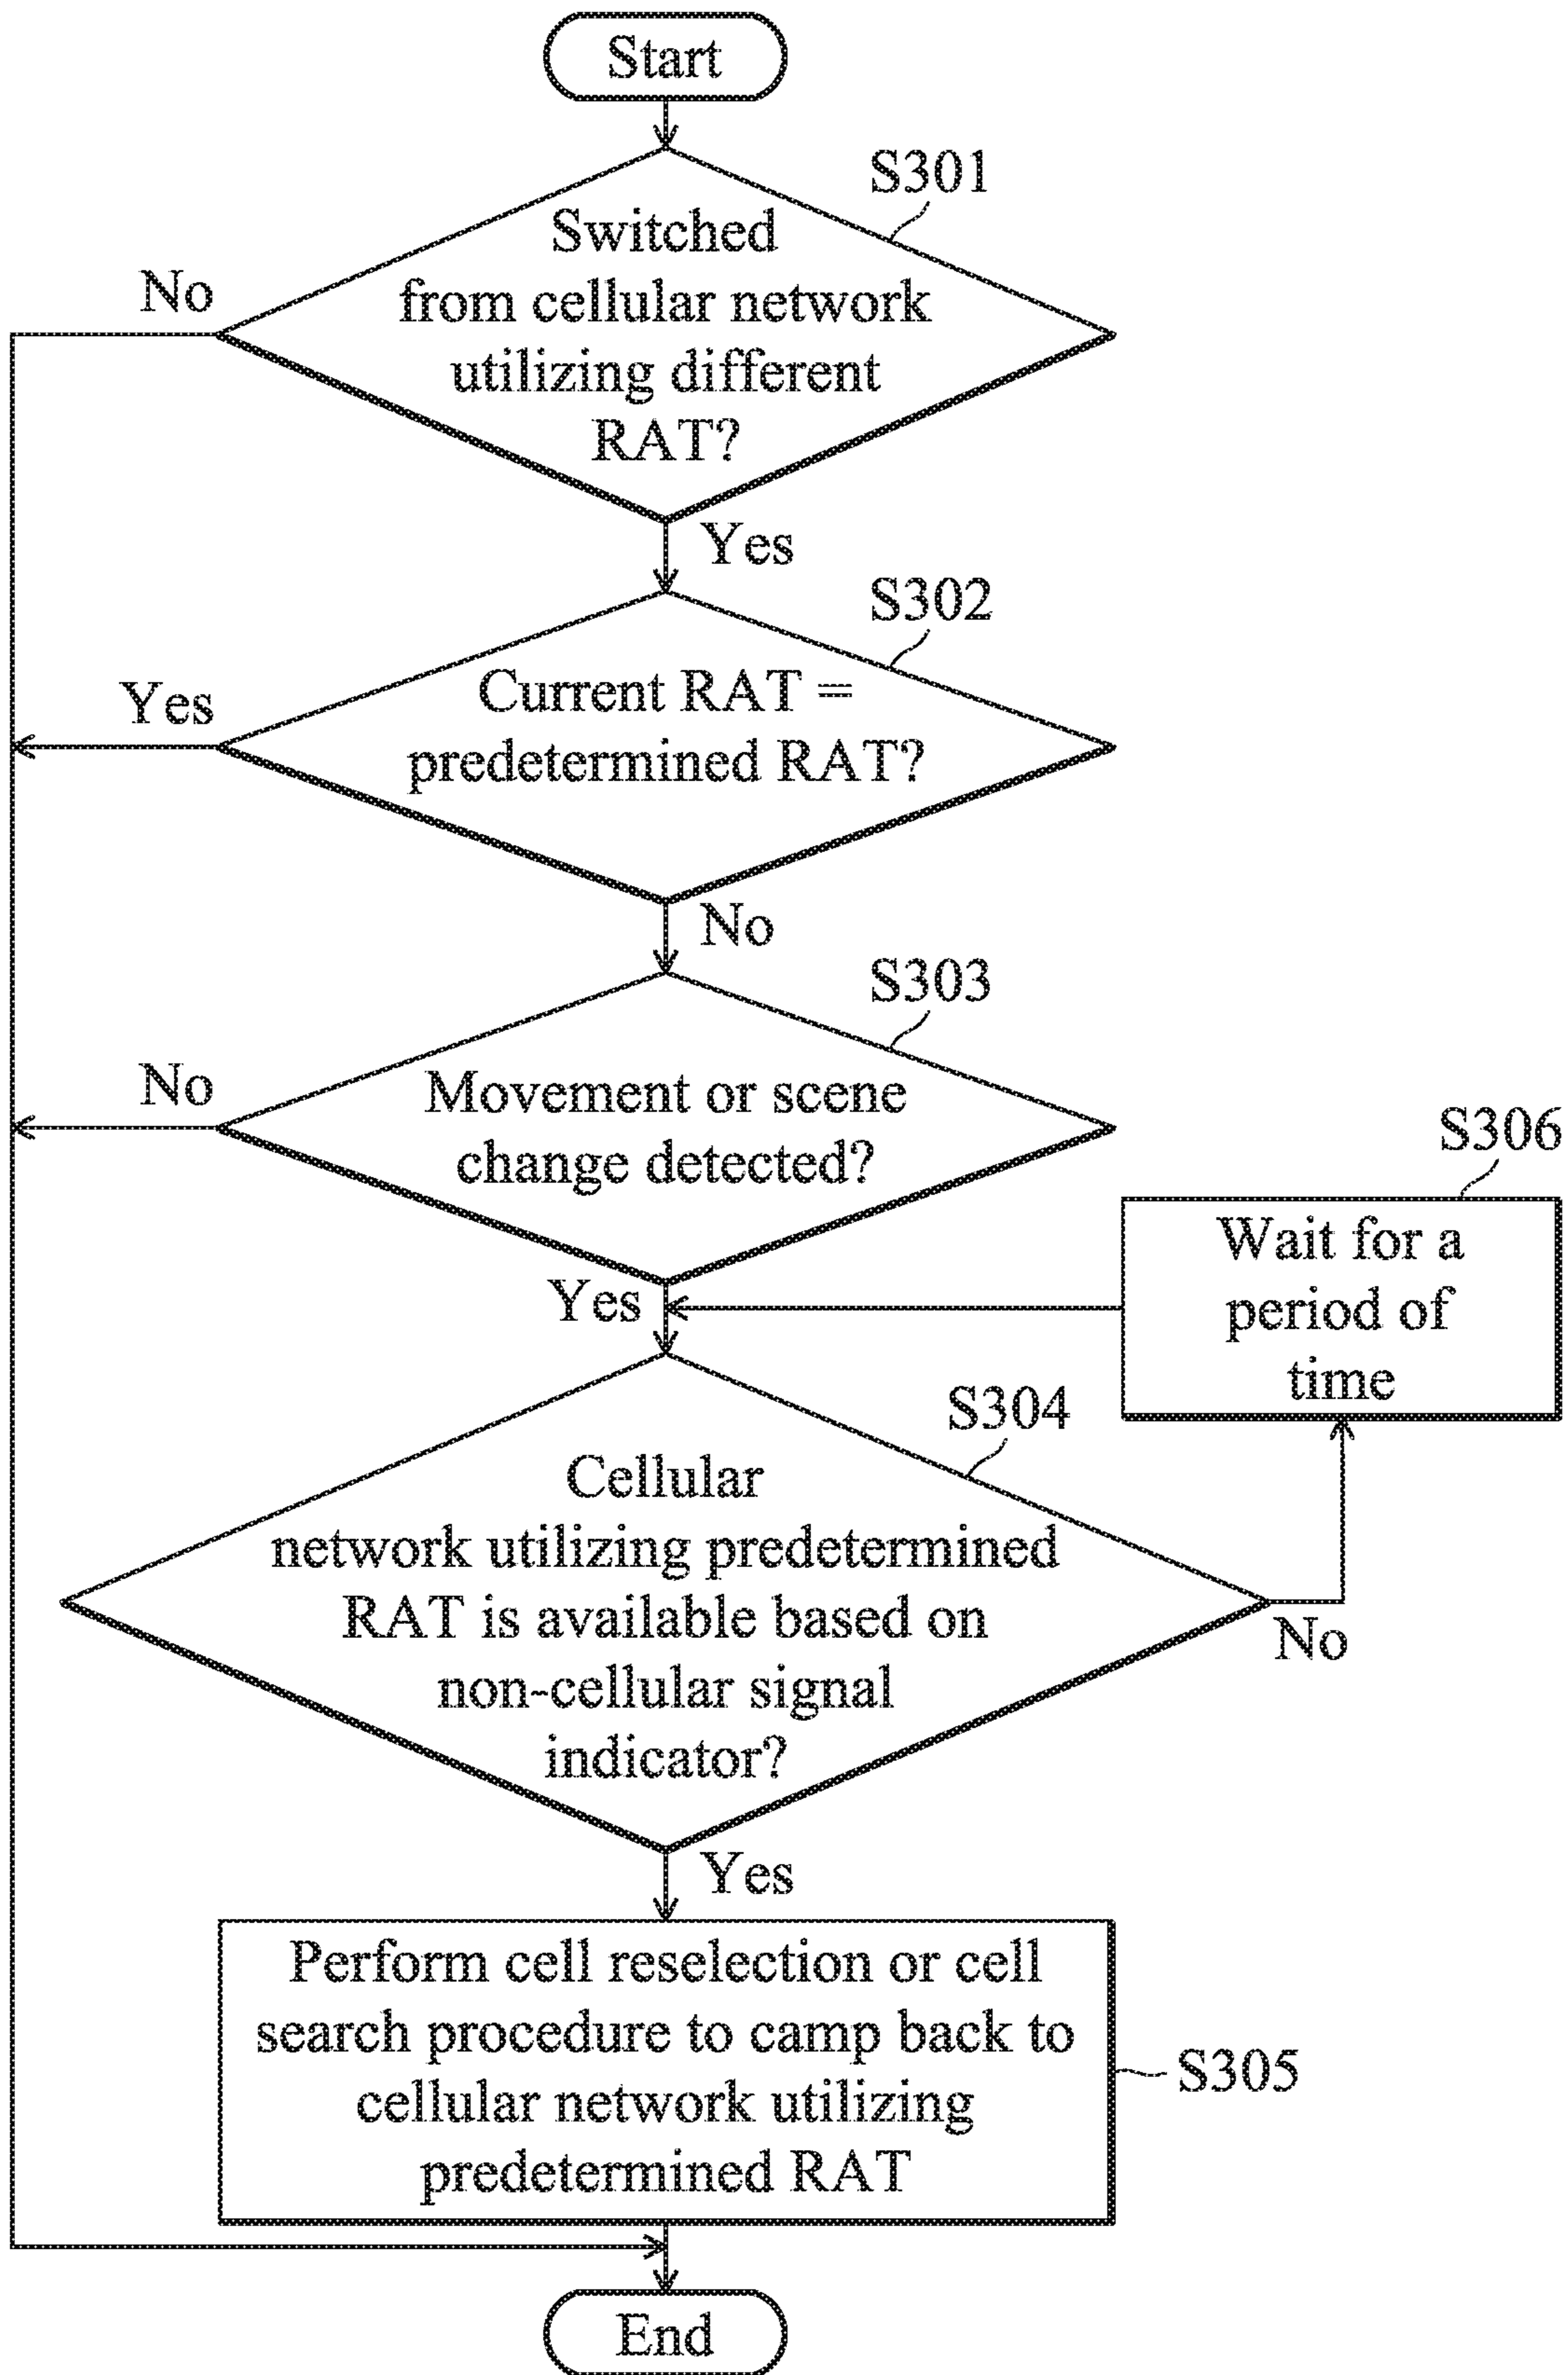 Start
S301
Switched
from cellular network
utilizing different
RAT?
No
Yes
S302
Current RAT =
predetermined RAT?
Yes
No
S303
Movement or scene
change detected?
No
Yes
S306
Wait for a
period of
time
S304
Cellular
network utilizing predetermined
RAT is available based on
non-cellular signal
indicator?
No
Yes
Perform cell reselection or cell
search procedure to camp back to
cellular network utilizing
predetermined RAT
S305
End